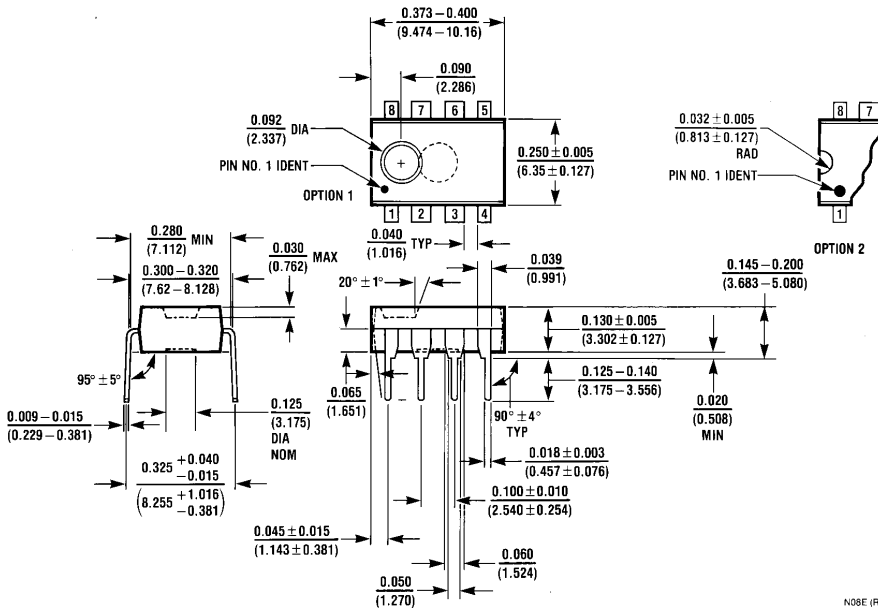 0.373 – 0.400
(9.474 – 10.16)
0.090
(2.286)
8 7 6 5
0.092 DIA
(2.337)
PIN NO. 1 IDENT
OPTION 1
+
1 2 3 4
0.250 ± 0.005
(6.35 ± 0.127)
0.032 ± 0.005
(0.813 ± 0.127)
RAD
PIN NO. 1 IDENT
8 7
1
OPTION 2
0.280 MIN
(7.112)
0.300 – 0.320
(7.62 – 8.128)
0.030 MAX
(0.762)
0.040 TYP
(1.016)
20° ± 1°
0.039
(0.991)
0.145 – 0.200
(3.683 – 5.080)
0.130 ± 0.005
(3.302 ± 0.127)
95° ± 5°
0.009 – 0.015
(0.229 – 0.381)
0.125
(3.175)
DIA
NOM
0.065
(1.651)
90° ± 4°
TYP
0.125 – 0.140
(3.175 – 3.556)
0.020
(0.508)
MIN
0.325 +0.040
–0.015
(8.255 +1.016
–0.381)
0.018 ± 0.003
(0.457 ± 0.076)
0.100 ± 0.010
(2.540 ± 0.254)
0.045 ± 0.015
(1.143 ± 0.381)
0.060
(1.524)
0.050
(1.270)
N08E (R